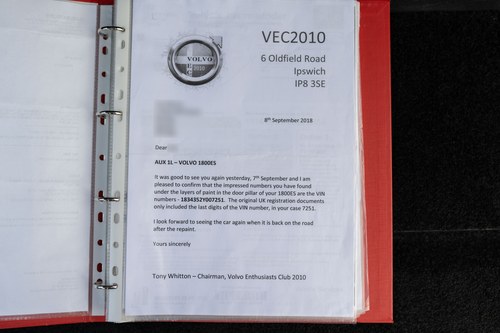 VEC2010
6 Oldfield Road
Ipswich
IP8 3SE
VOLVO
2010
8th September 2018
Dear
AUX 1L – VOLVO 1800ES
It was good to see you again yesterday, 7th September and I am
pleased to confirm that the impressed numbers you have found
under the layers of paint in the door pillar of your 1800ES are the VIN
numbers - 1834352Y007251. The original UK registration documents
only included the last digits of the VIN number, in your case 7251.
I look forward to seeing the car again when it is back on the road
after the repaint.
Yours sincerely
Tony Whitton – Chairman, Volvo Enthusiasts Club 2010